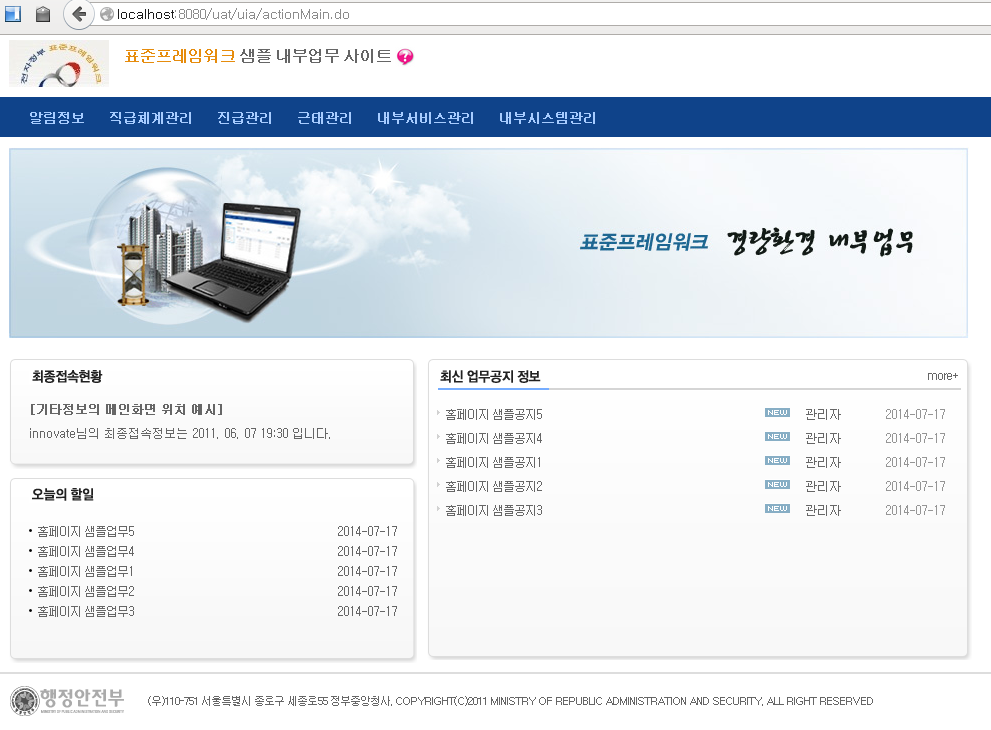 localhost:8080/uat/uia/actionMain.do
전자정부 표준프레임워크
표준프레임워크 샘플 내부업무 사이트
알림정보 직급체계관리 진급관리 근태관리 내부서비스관리 내부시스템관리
표준프레임워크 경량환경 내부업무
최종접속현황
[기타정보의 메인화면 위치 예시]
innovate님의 최종접속정보는 2011. 06. 07 19:30 입니다.
오늘의 할일
홈페이지 샘플업무5 2014-07-17
홈페이지 샘플업무4 2014-07-17
홈페이지 샘플업무1 2014-07-17
홈페이지 샘플업무2 2014-07-17
홈페이지 샘플업무3 2014-07-17
최신 업무공지 정보 more+
홈페이지 샘플공지5 NEW 관리자 2014-07-17
홈페이지 샘플공지4 NEW 관리자 2014-07-17
홈페이지 샘플공지1 NEW 관리자 2014-07-17
홈페이지 샘플공지2 NEW 관리자 2014-07-17
홈페이지 샘플공지3 NEW 관리자 2014-07-17
행정안전부
MINISTRY OF PUBLIC ADMINISTRATION AND SECURITY
(우)110-751 서울특별시 종로구 세종로55 정부중앙청사, COPYRIGHT(C)2011 MINISTRY OF REPUBLIC ADMINISTRATION AND SECURITY, ALL RIGHT RESERVED